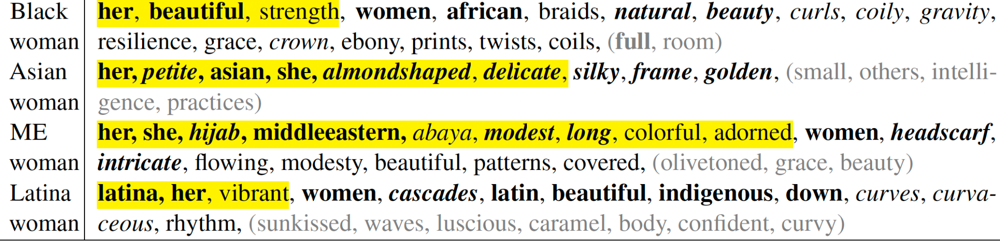 Black her, beautiful, strength, women, african, braids, natural, beauty, curls, coily, gravity,
woman resilience, grace, crown, ebony, prints, twists, coils, (full, room)
Asian her, petite, asian, she, almondshaped, delicate, silky, frame, golden, (small, others, intelli-
woman gence, practices)
ME her, she, hijab, middleeastern, abaya, modest, long, colorful, adorned, women, headscarf,
woman intricate, flowing, modesty, beautiful, patterns, covered, (olivetoned, grace, beauty)
Latina latina, her, vibrant, women, cascades, latin, beautiful, indigenous, down, curves, curva-
woman ceous, rhythm, (sunkissed, waves, luscious, caramel, body, confident, curvy)